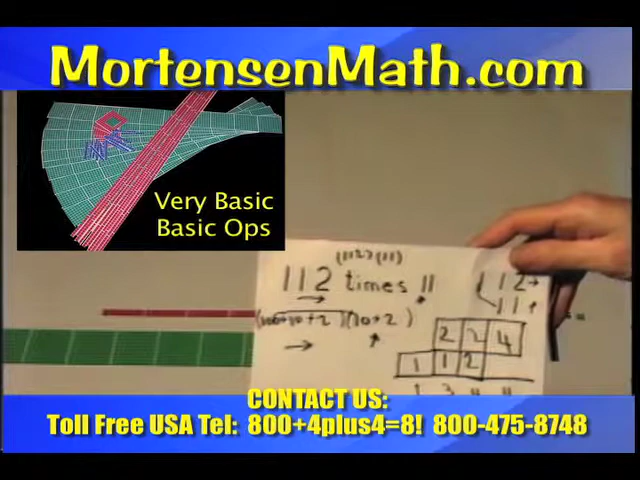 MortensenMath.com
Very Basic
Basic Ops
(112)(11)
112 times 11
(100+10+2)(10+2)
112
11
2 2 4
1 1 2
CONTACT US:
Toll Free USA Tel: 800+4plus4=8! 800-475-8748